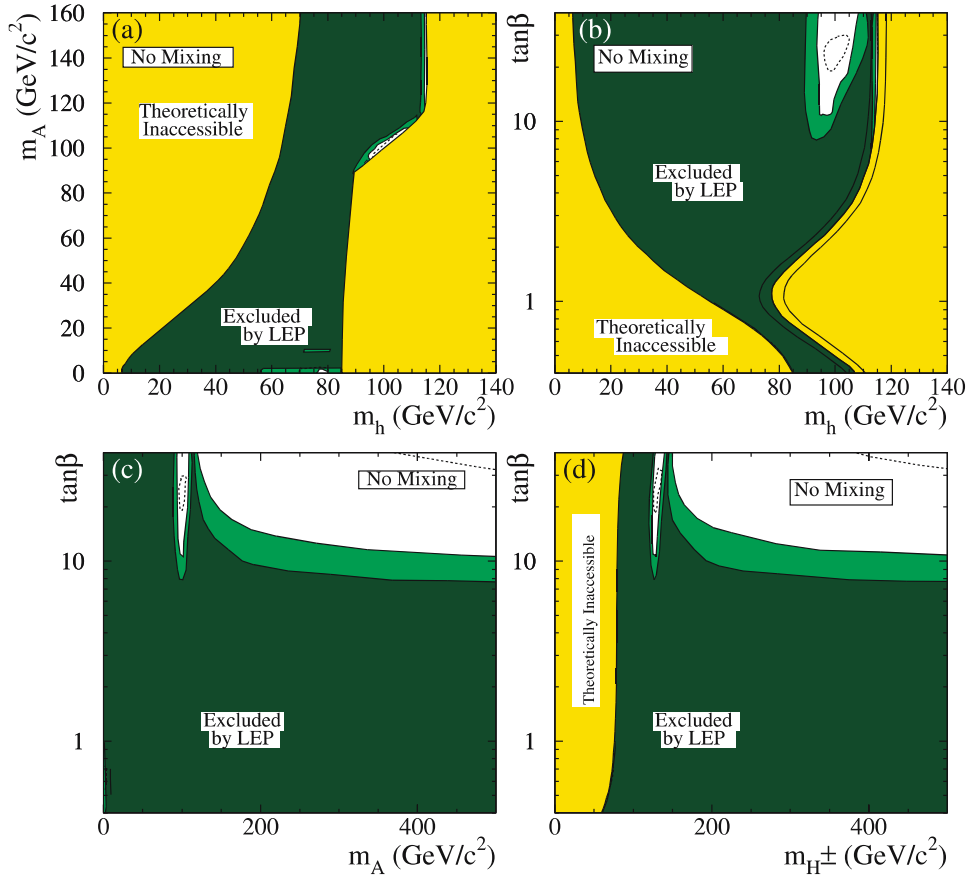 (a)
No Mixing
Theoretically
Inaccessible
Excluded
by LEP
m_A (GeV/c²)
160
140
120
100
80
60
40
20
0
0 20 40 60 80 100 120 140
m_h (GeV/c²)
(b)
No Mixing
Excluded
by LEP
Theoretically
Inaccessible
tanβ
10
1
0 20 40 60 80 100 120 140
m_h (GeV/c²)
(c)
No Mixing
Excluded
by LEP
tanβ
10
1
0 200 400
m_A (GeV/c²)
(d)
No Mixing
Theoretically Inaccessible
Excluded
by LEP
tanβ
10
1
0 200 400
m_H± (GeV/c²)